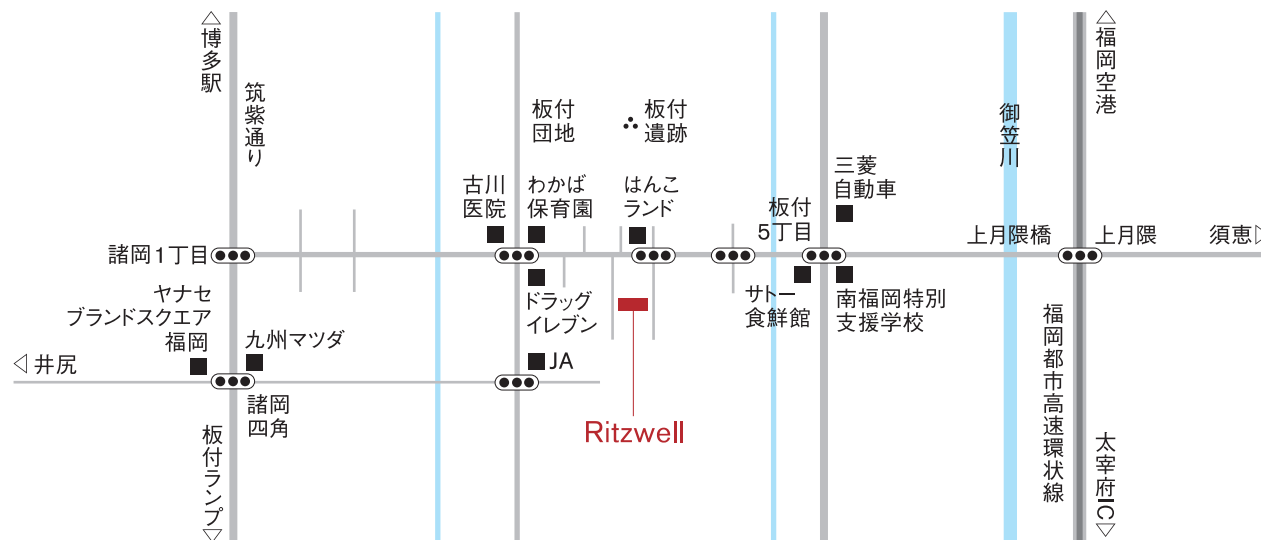 △博多駅
筑紫通り
板付
団地
板付
遺跡
御笠川
△福岡空港
古川
医院
わかば
保育園
はんこ
ランド
板付
5丁目
三菱
自動車
諸岡1丁目
上月隈橋
上月隈
須恵▷
ヤナセ
ブランドスクエア
福岡
九州マツダ
ドラッグ
イレブン
サトー
食鮮館
南福岡特別
支援学校
◁井尻
JA
諸岡
四角
Ritzwell
板付ランプ▽
福岡都市高速環状線
太宰府IC▽